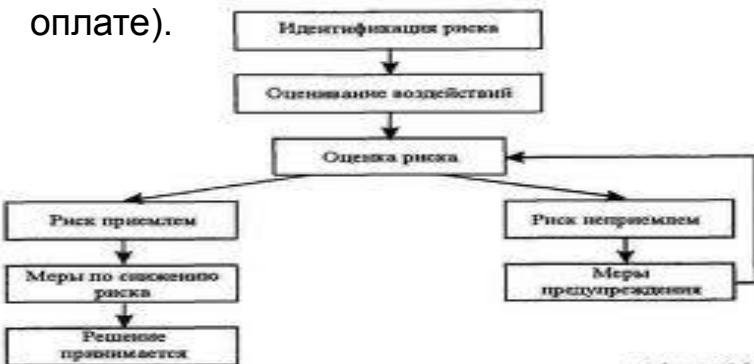 оплате).
Идентификация риска
Оценивание воздействий
Оценка риска
Риск приемлем
Риск неприемлем
Меры по снижению
риска
Меры
предупреждения
Решение
принимается